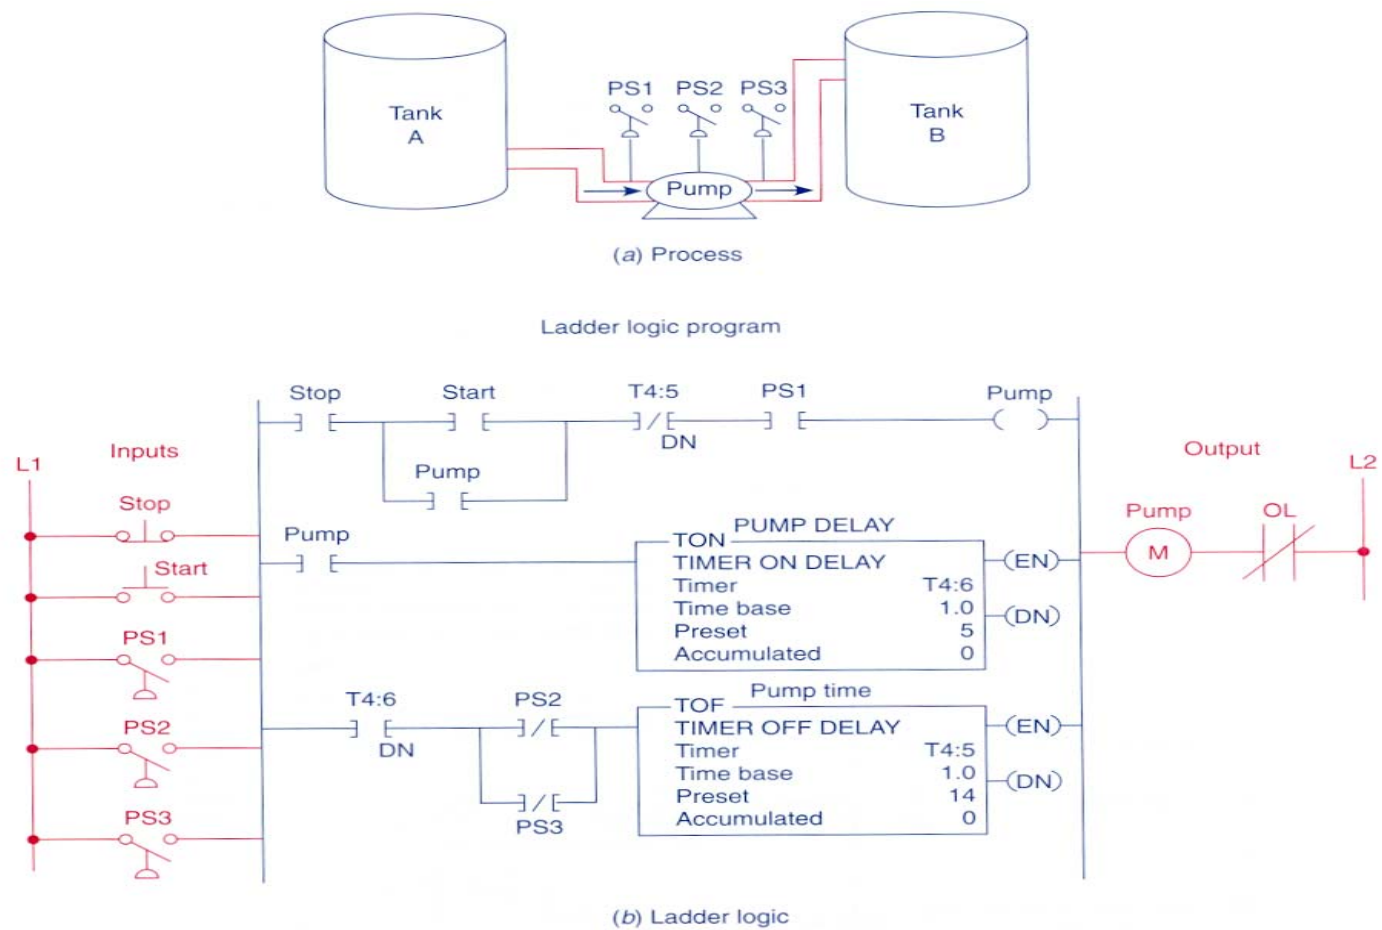 Tank
A
PS1 PS2 PS3
Tank
B
Pump
(a) Process
Ladder logic program
Stop Start T4:5 PS1 Pump
DN
Pump
Inputs
L1
Stop
Start
PS1
PS2
PS3
Pump
PUMP DELAY
TON
TIMER ON DELAY
Timer T4:6
Time base 1.0
Preset 5
Accumulated 0
(EN)
(DN)
T4:6
DN
PS2
PS3
Pump time
TOF
TIMER OFF DELAY
Timer T4:5
Time base 1.0
Preset 14
Accumulated 0
(EN)
(DN)
Output
L2
Pump OL
M
(b) Ladder logic